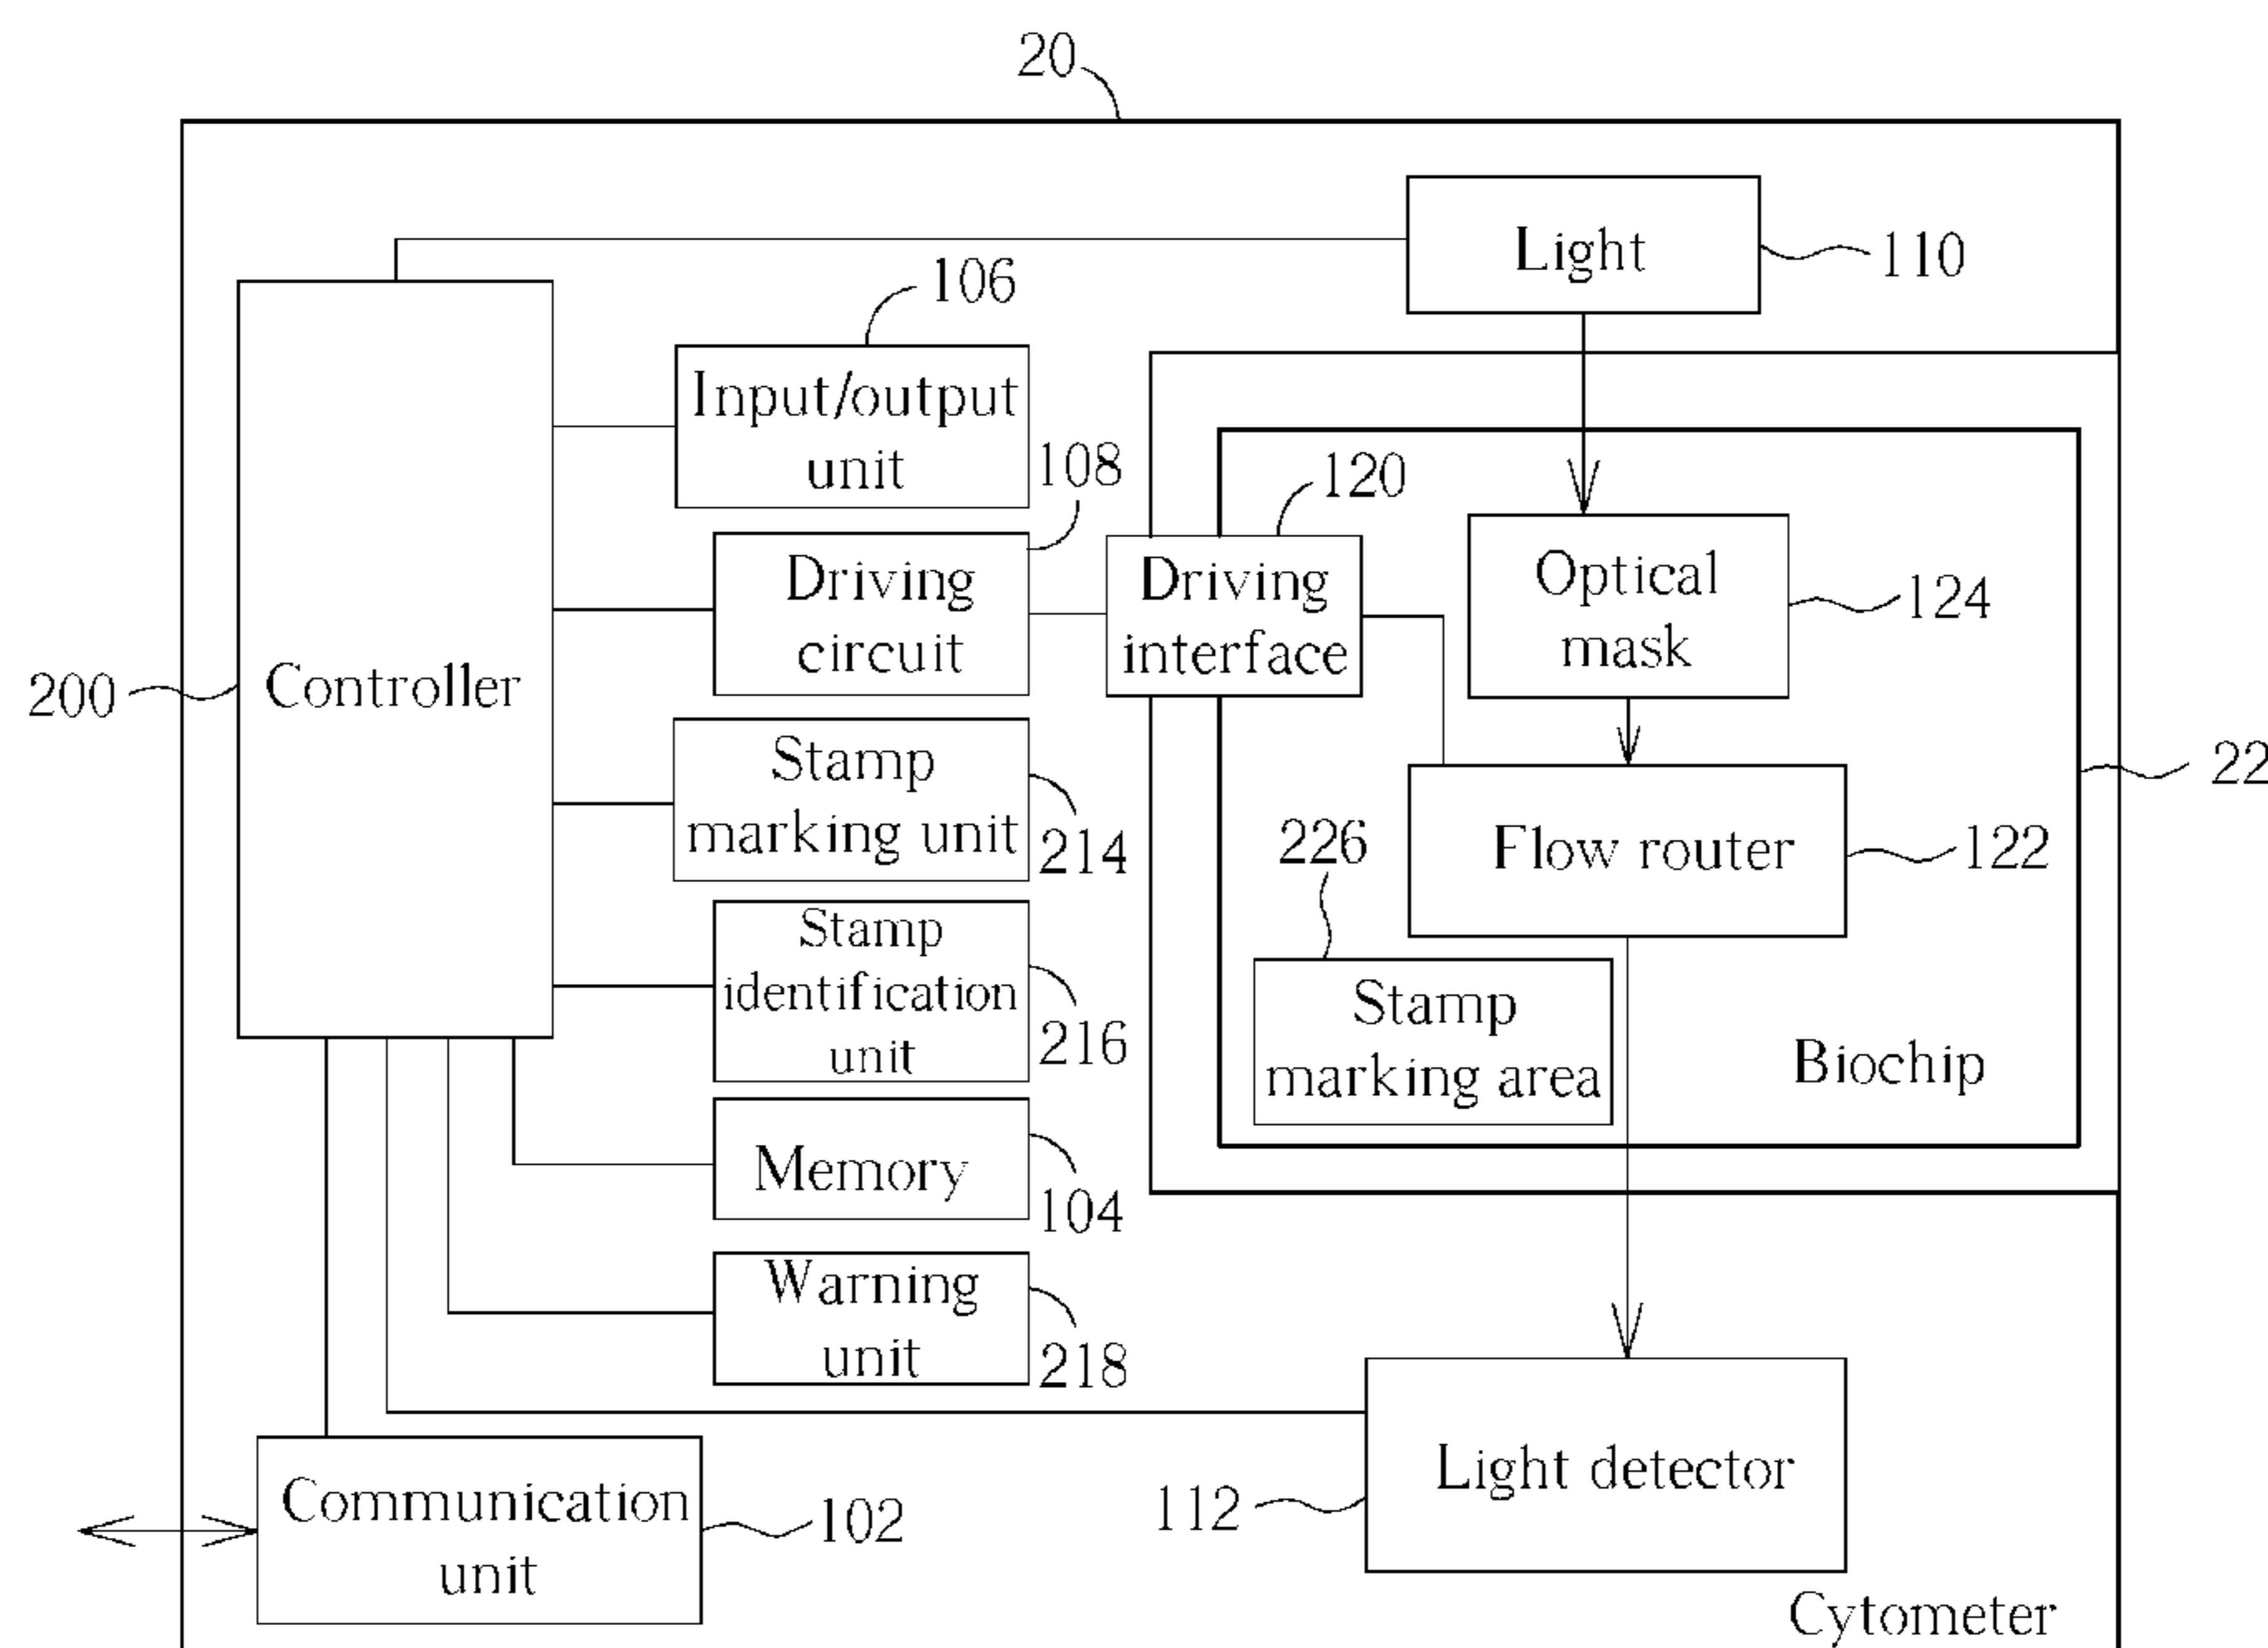 20
Light
110
106
Input/output
unit
108
120
Driving
circuit
Driving
interface
Optical
mask
124
Controller
200
Stamp
marking unit
214
22
226
Flow router
122
Stamp
identification
unit
216
Stamp
marking area
Biochip
Memory
104
Warning
unit
218
Light detector
112
Communication
unit
102
Cytometer